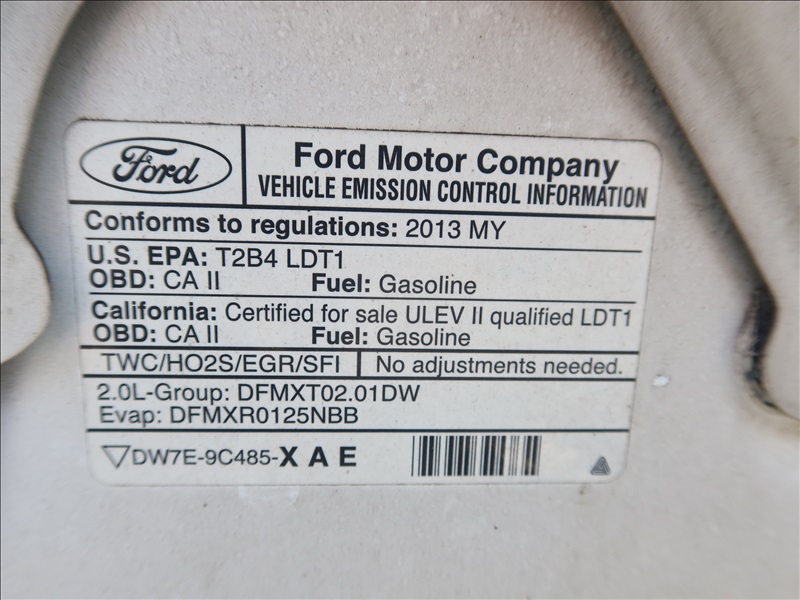 Ford
Ford Motor Company
VEHICLE EMISSION CONTROL INFORMATION
Conforms to regulations: 2013 MY
U.S. EPA: T2B4 LDT1
OBD: CA II Fuel: Gasoline
California: Certified for sale ULEV II qualified LDT1
OBD: CA II Fuel: Gasoline
TWC/HO2S/EGR/SFI No adjustments needed.
2.0L-Group: DFMXT02.01DW
Evap: DFMXR0125NBB
DW7E-9C485-XAE